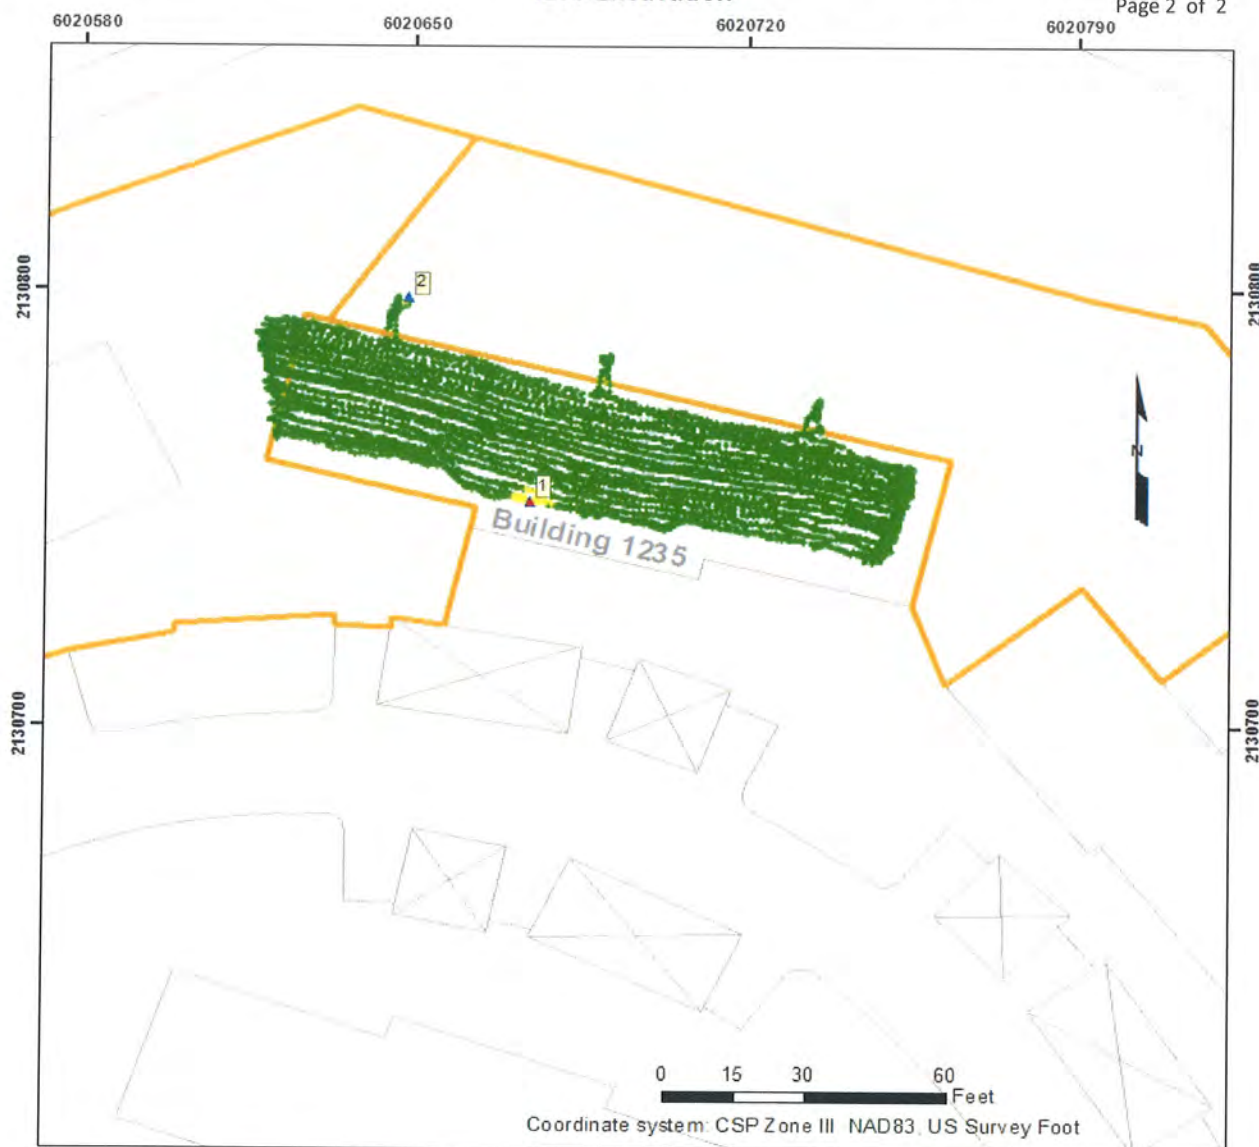 Page 2 of 2
6020580 6020650 6020720 6020790
2130800 2130800
2
N
1
Building 1235
2130700 2130700
0 15 30 60
Feet
Coordinate system: CSP Zone III NAD83, US Survey Foot